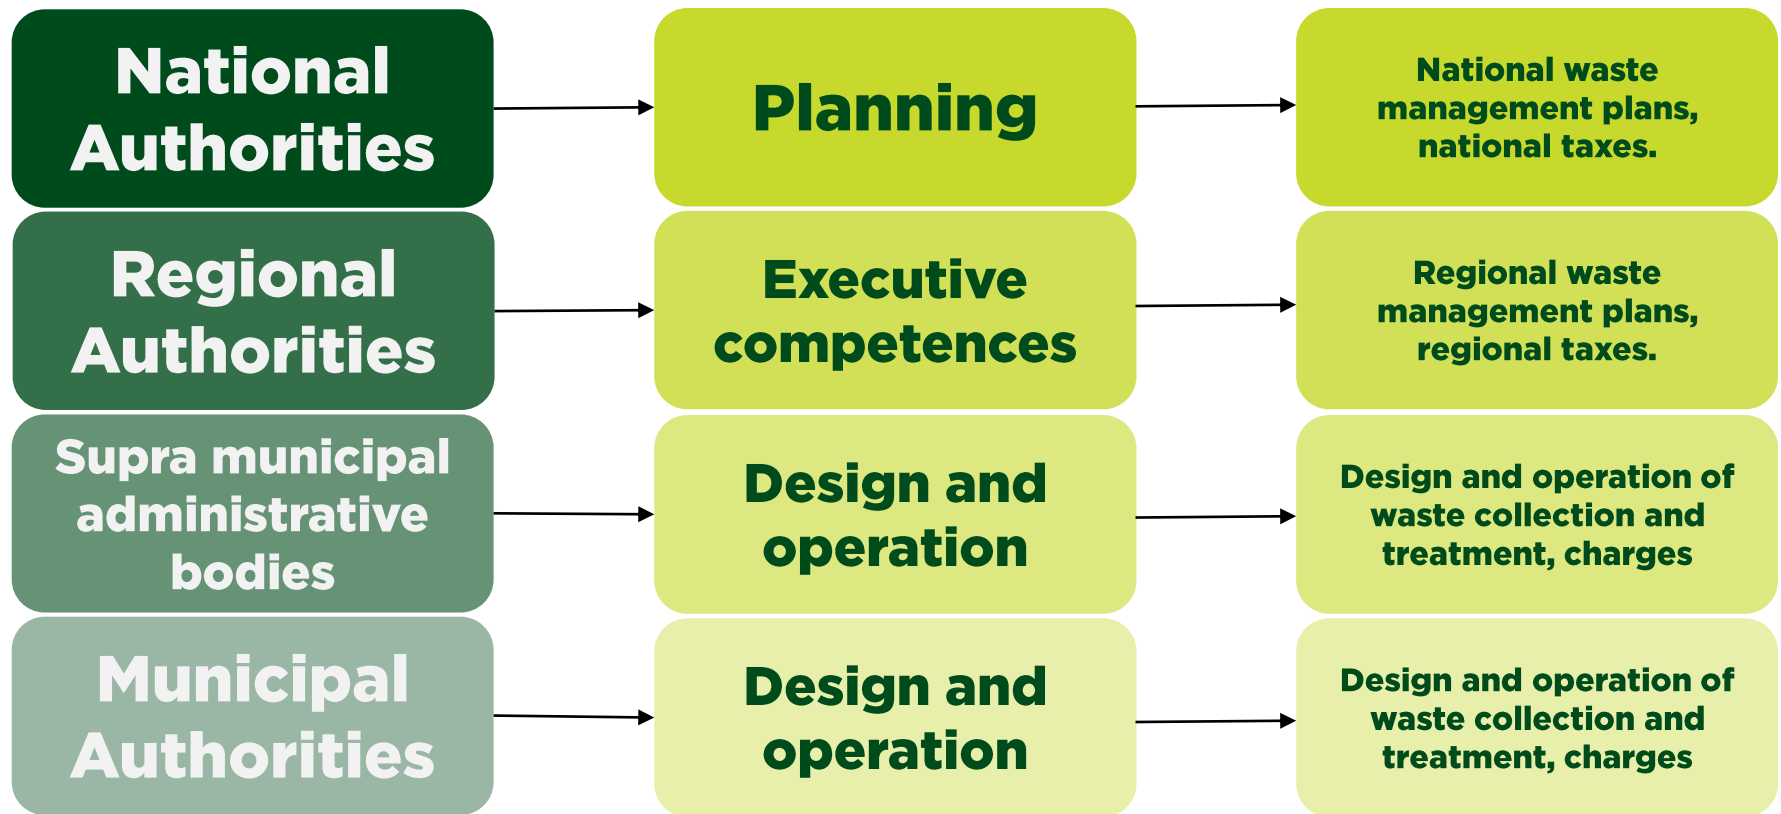 National
Authorities
Planning
National waste
management plans,
national taxes.
Regional
Authorities
Executive
competences
Regional waste
management plans,
regional taxes.
Supra municipal
administrative
bodies
Design and
operation
Design and operation of
waste collection and
treatment, charges
Municipal
Authorities
Design and
operation
Design and operation of
waste collection and
treatment, charges